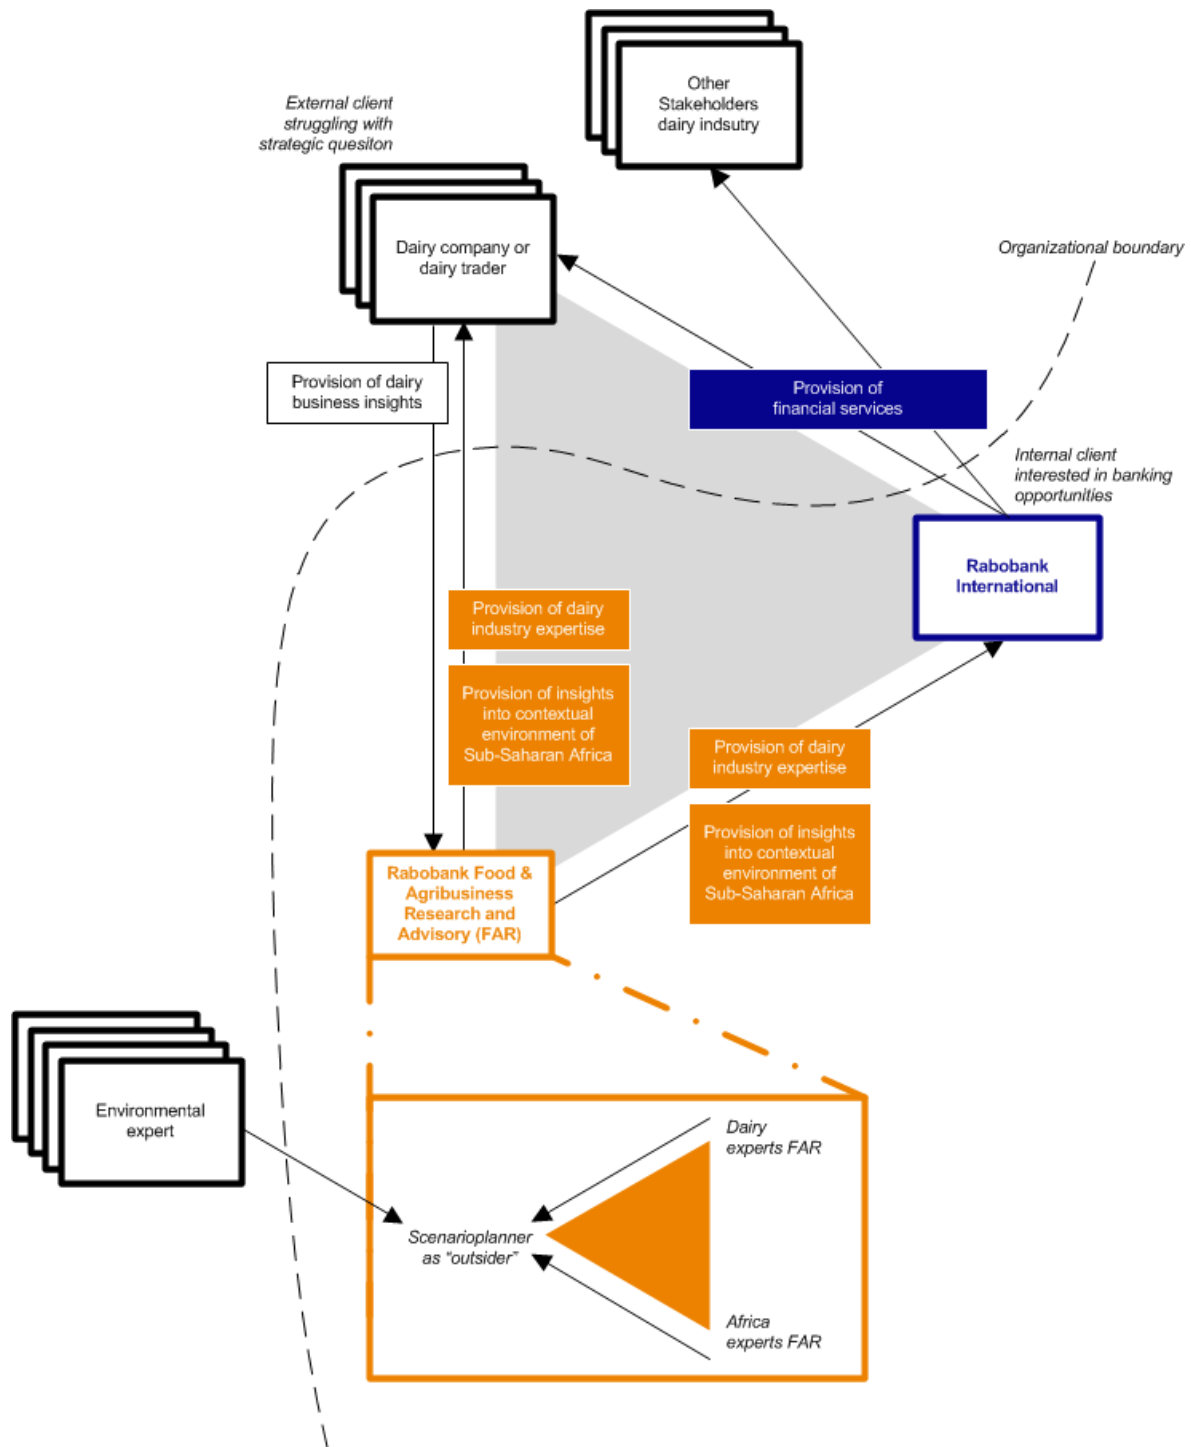 Other
Stakeholders
dairy indsutry
External client
struggling with
strategic quesiton
Dairy company or
dairy trader
Organizational boundary
Provision of dairy
business insights
Provision of
financial services
Internal client
interested in banking
opportunities
Rabobank
International
Provision of dairy
industry expertise
Provision of insights
into contextual
environment of
Sub-Saharan Africa
Provision of dairy
industry expertise
Provision of insights
into contextual
environment of
Sub-Saharan Africa
Rabobank Food &
Agribusiness
Research and
Advisory (FAR)
Environmental
expert
Dairy
experts FAR
Scenarioplanner
as “outsider”
Africa
experts FAR